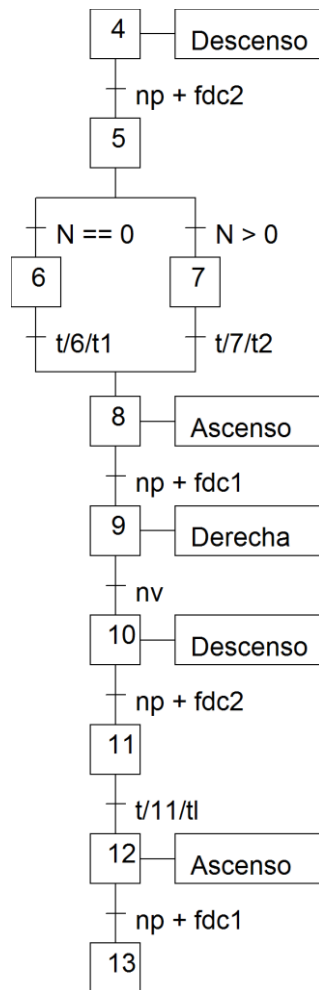 4 Descenso
np + fdc2
5
N == 0 N > 0
6 7
t/6/t1 t/7/t2
8 Ascenso
np + fdc1
9 Derecha
nv
10 Descenso
np + fdc2
11
t/11/tl
12 Ascenso
np + fdc1
13